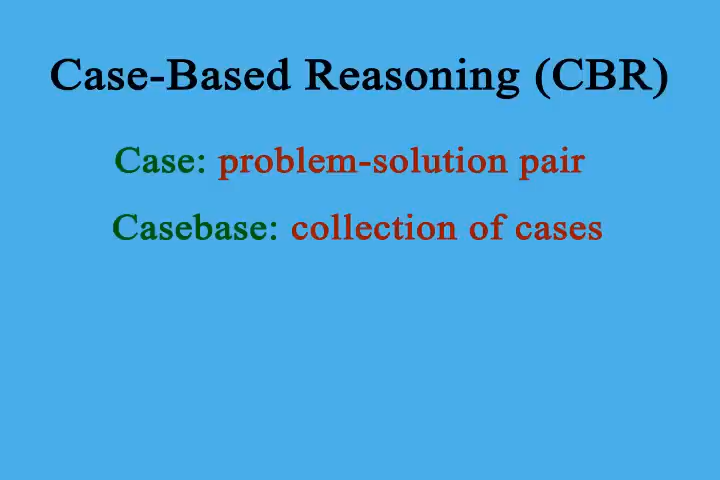 Case-Based Reasoning (CBR)
Case: problem-solution pair
Casebase: collection of cases